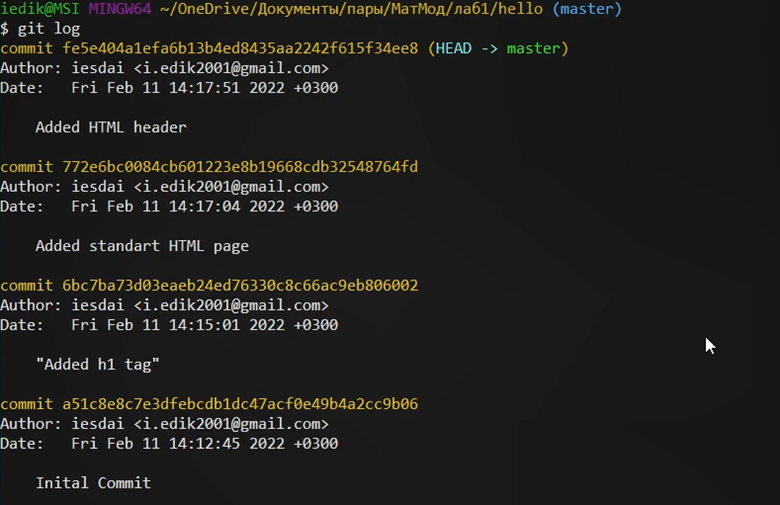 iedik@MSI MINGW64 ~/OneDrive/Документы/пары/МатМод/ла61/hello (master)
$ git log
commit fe5e404a1efa6b13b4ed8435aa2242f615f34ee8 (HEAD -> master)
Author: iesdai <i.edik2001@gmail.com>
Date:   Fri Feb 11 14:17:51 2022 +0300
    Added HTML header
commit 772e6bc0084cb601223e8b19668cdb32548764fd
Author: iesdai <i.edik2001@gmail.com>
Date:   Fri Feb 11 14:17:04 2022 +0300
    Added standart HTML page
commit 6bc7ba73d03eaeb24ed76330c8c66ac9eb806002
Author: iesdai <i.edik2001@gmail.com>
Date:   Fri Feb 11 14:15:01 2022 +0300
    "Added h1 tag"
commit a51c8e8c7e3dfebcdb1dc47acf0e49b4a2cc9b06
Author: iesdai <i.edik2001@gmail.com>
Date:   Fri Feb 11 14:12:45 2022 +0300
    Inital Commit